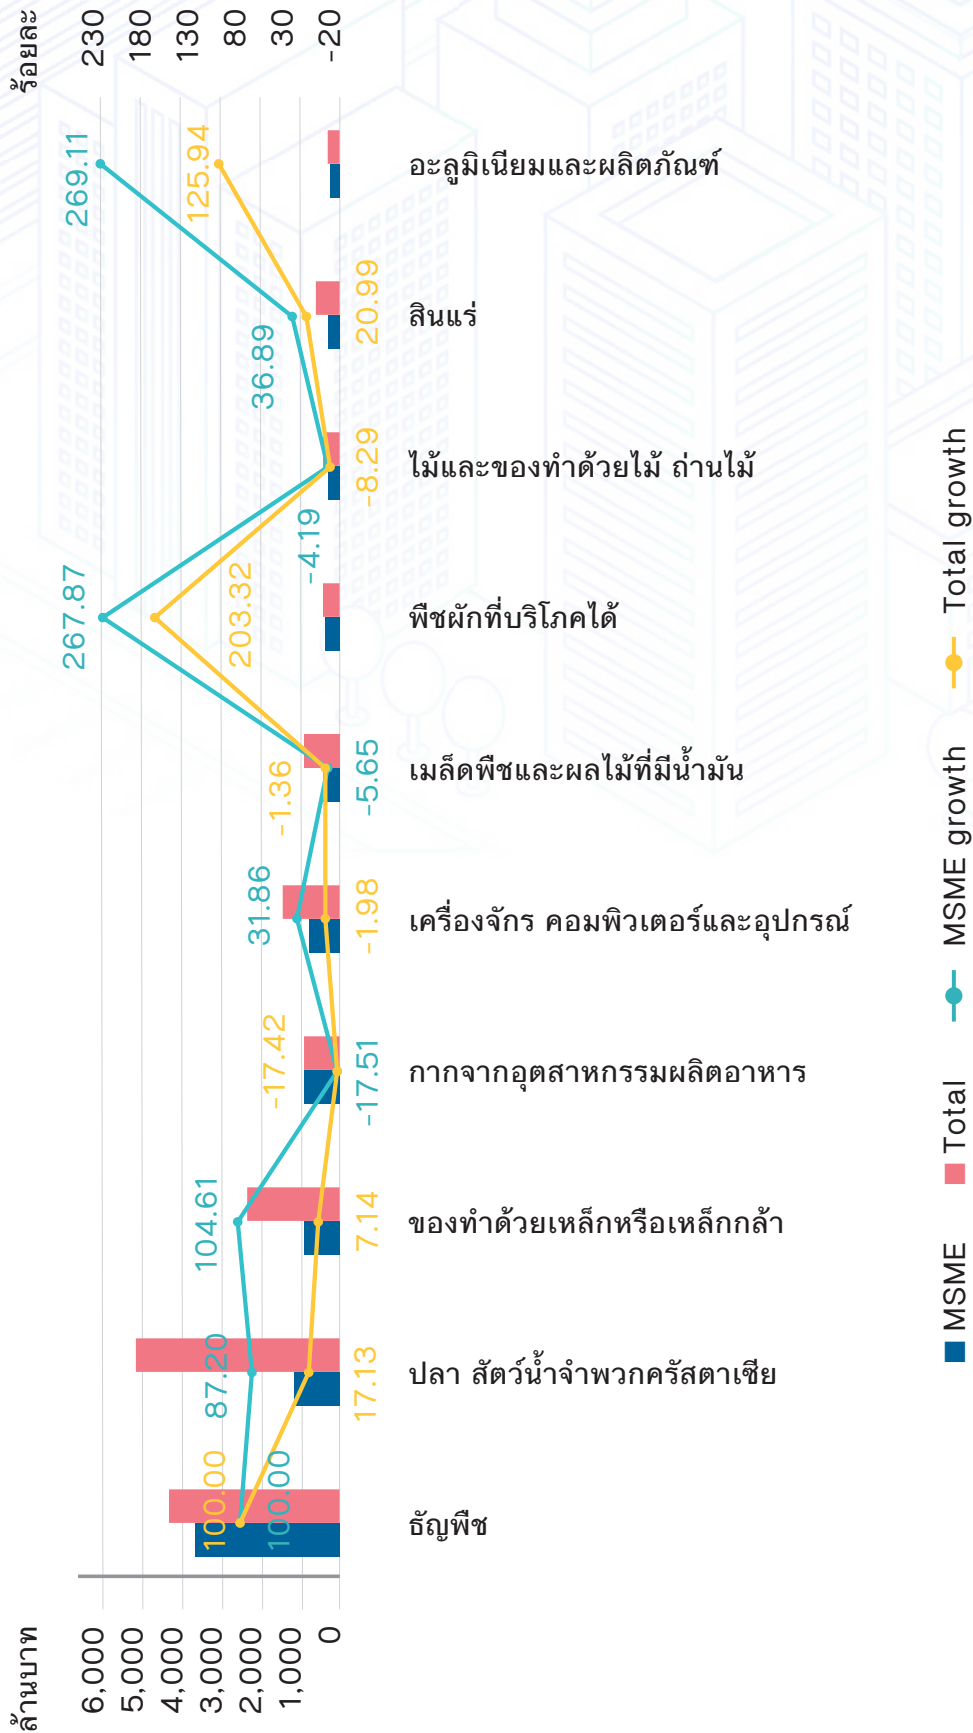 ล้านบาท
ร้อยละ
6,000
5,000
4,000
3,000
2,000
1,000
0
230
180
130
80
30
-20
100.00
100.00
87.20
17.13
104.61
7.14
-17.42
-17.51
31.86
-1.98
-1.36
-5.65
267.87
203.32
-4.19
-8.29
36.89
20.99
269.11
125.94
ธัญพืช
ปลา สัตว์น้ำจำพวกครัสตาเซีย
ของทำด้วยเหล็กหรือเหล็กกล้า
กากจากอุตสาหกรรมผลิตอาหาร
เครื่องจักร คอมพิวเตอร์และอุปกรณ์
เมล็ดพืชและผลไม้ที่มีน้ำมัน
พืชผักที่บริโภคได้
ไม้และของทำด้วยไม้ ถ่านไม้
สินแร่
อะลูมิเนียมและผลิตภัณฑ์
MSME
Total
MSME growth
Total growth